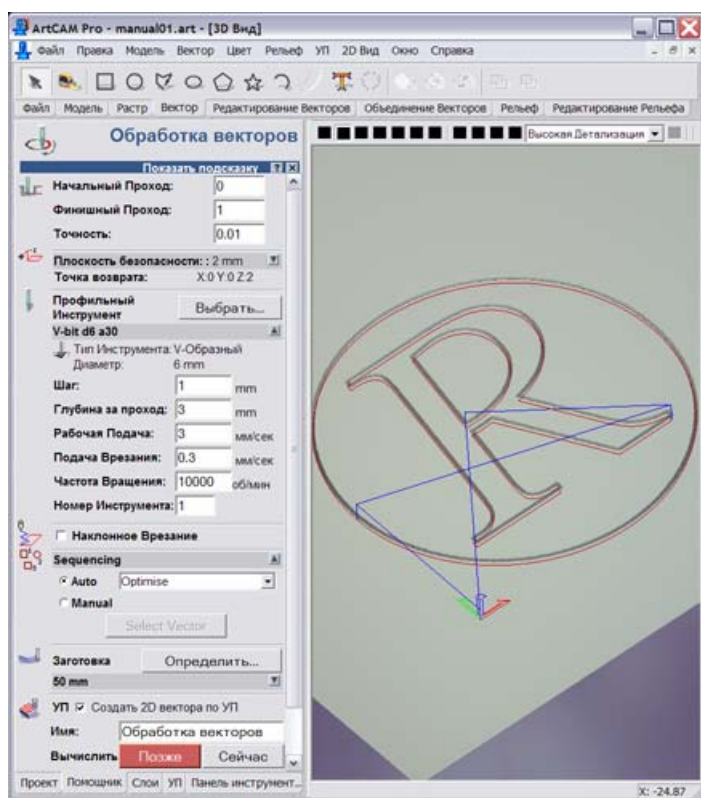 ArtCAM Pro - manual01.art - [3D Вид]
Файл Правка Модель Вектор Цвет Рельеф УП 2D Вид Окно Справка
Файл Модель Растр Вектор Редактирование Векторов Объединение Векторов Рельеф Редактирование Рельефа
Обработка векторов
Высокая Детализация
Показать подсказку
Начальный Проход: 0
Финишный Проход: 1
Точность: 0.01
Плоскость безопасности: : 2 mm
Точка возврата: X:0 Y:0 Z:2
Профильный
Инструмент
Выбрать...
V-bit d6 a30
Тип Инструмента: V-Образный
Диаметр: 6 mm
Шаг: 1 mm
Глубина за проход: 3 mm
Рабочая Подача: 3 мм/сек
Подача Врезания: 0.3 мм/сек
Частота Вращения: 10000 об/мин
Номер Инструмента: 1
Наклонное Врезание
Sequencing
Auto Optimise
Manual
Select Vector
Заготовка Определить...
50 mm
УП Создать 2D вектора по УП
Имя: Обработка векторов
Вычислить Позже Сейчас
Проект Помощник Слои УП Панель инструмент...
X: -24.87